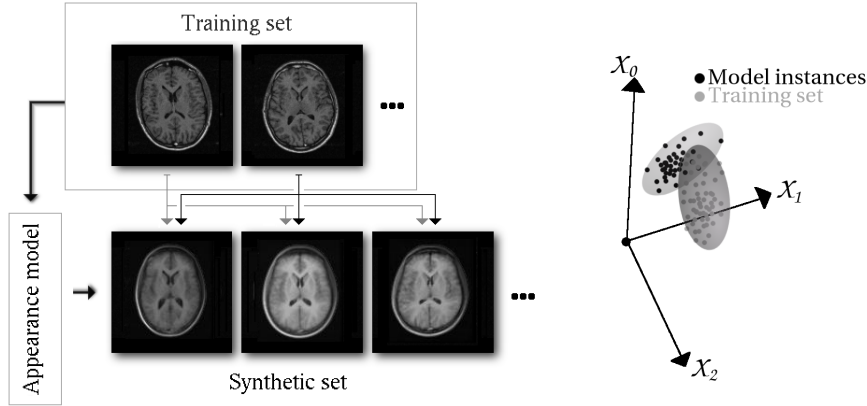 Training set
Appearance model
Synthetic set
X0
Model instances
Training set
X1
X2